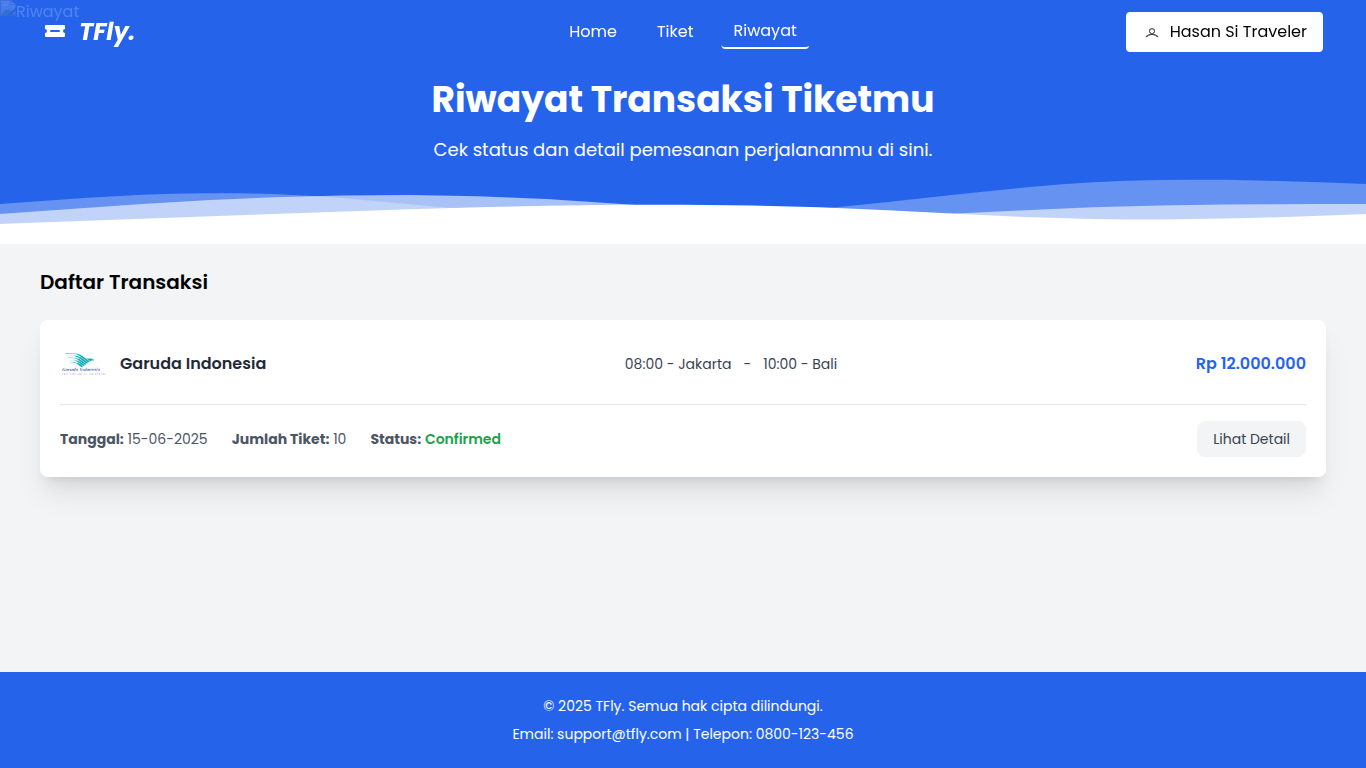 Riwayat
TFly.
Home Tiket Riwayat
Hasan Si Traveler
Riwayat Transaksi Tiketmu
Cek status dan detail pemesanan perjalananmu di sini.
Daftar Transaksi
Garuda Indonesia
08:00 - Jakarta - 10:00 - Bali
Rp 12.000.000
Tanggal: 15-06-2025 Jumlah Tiket: 10 Status: Confirmed
Lihat Detail
© 2025 TFly. Semua hak cipta dilindungi.
Email: support@tfly.com | Telepon: 0800-123-456